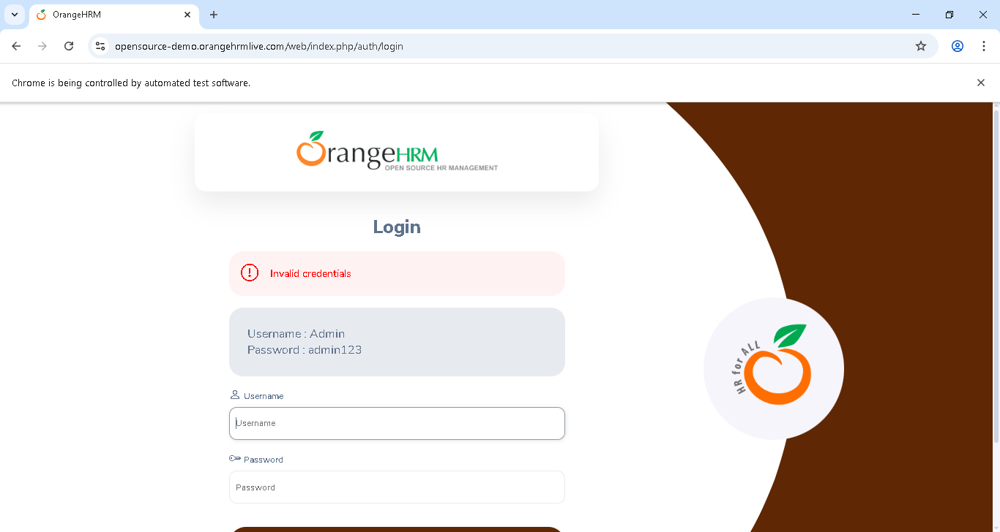 OrangeHRM
opensource-demo.orangehrmlive.com/web/index.php/auth/login
Chrome is being controlled by automated test software.
OrangeHRM
OPEN SOURCE HR MANAGEMENT
Login
Invalid credentials
Username : Admin
Password : admin123
HR for ALL
Username
Username
Password
Password